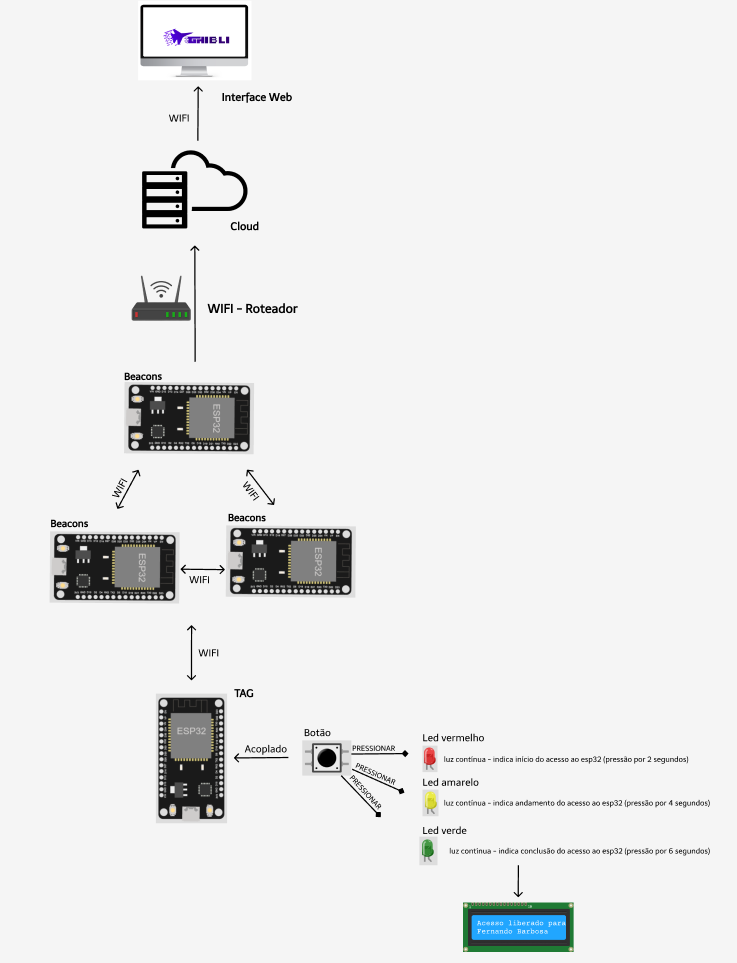 GHIBLI
Interface Web
WIFI
Cloud
WIFI – Roteador
Beacons
ESP32
WIFI
WIFI
Beacons
Beacons
ESP32
WIFi
ESP32
WIFI
TAG
ESP32
Acoplado
Botão
PRESSIONAR
PRESSIONAR
PRESSIONAR
Led vermelho
luz contínua – indica início do acesso ao esp32 (pressão por 2 segundos)
Led amarelo
luz contínua – indica andamento do acesso ao esp32 (pressão por 4 segundos)
Led verde
luz contínua – indica conclusão do acesso ao esp32 (pressão por 6 segundos)
Acesso liberado para
Fernando Barbosa